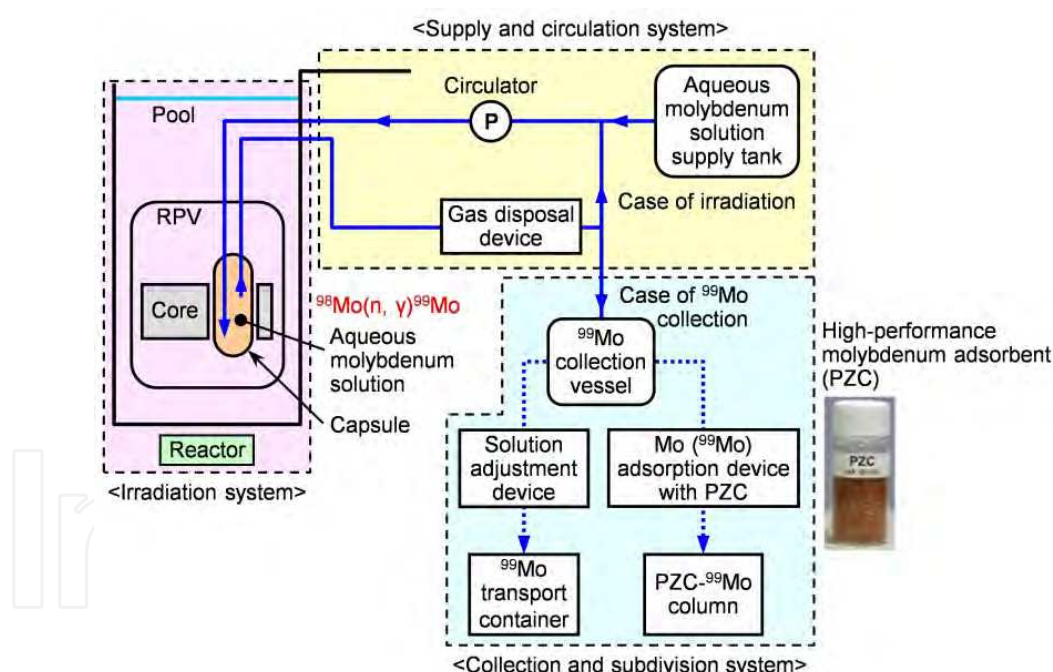 <Supply and circulation system>
Circulator
P
Aqueous
molybdenum
solution
supply tank
Pool
Case of irradiation
Gas disposal
device
RPV
Core
⁹⁸Mo(n, γ)⁹⁹Mo
Aqueous
molybdenum
solution
Capsule
Reactor
<Irradiation system>
Case of ⁹⁹Mo
collection
⁹⁹Mo
collection
vessel
High-performance
molybdenum adsorbent
(PZC)
PZC
Solution
adjustment
device
Mo (⁹⁹Mo)
adsorption device
with PZC
⁹⁹Mo
transport
container
PZC-⁹⁹Mo
column
<Collection and subdivision system>